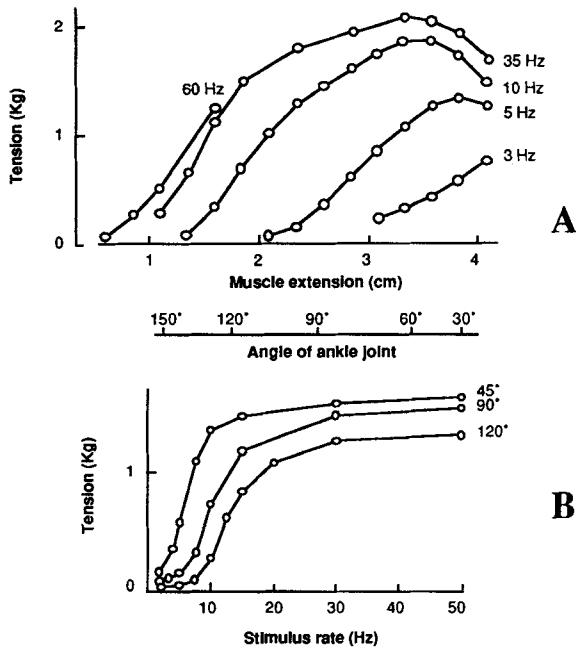 2
60 Hz
35 Hz
10 Hz
Tension (Kg)
1
5 Hz
3 Hz
A
0
1 2 3 4
Muscle extension (cm)
150° 120° 90° 60° 30°
Angle of ankle joint
45°
90°
120°
Tension (Kg)
1
B
0
10 20 30 40 50
Stimulus rate (Hz)